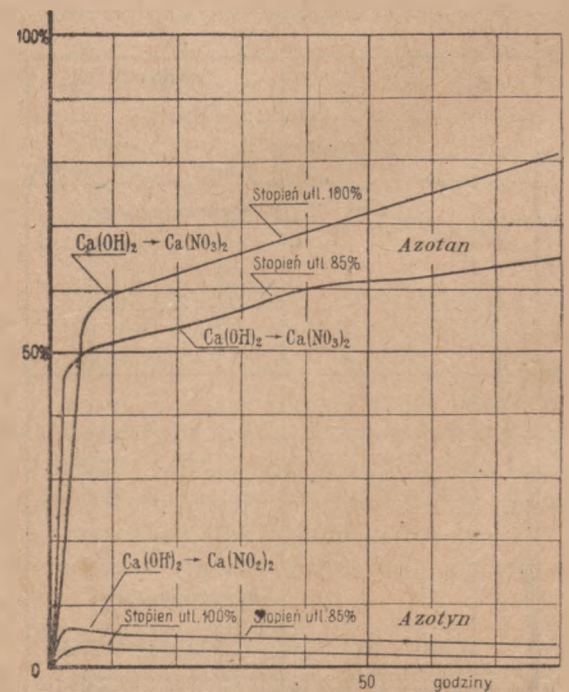 100%
Stopień utl. 100%
Ca(OH)₂ → Ca(NO₃)₂
Azotan
Stopień utl 85%
Ca(OH)₂ → Ca(NO₃)₂
50%
Ca(OH)₂ → Ca(NO₂)₂
Stopien utl. 100%
Stopień utl. 85%
Azotyn
0
50
godziny